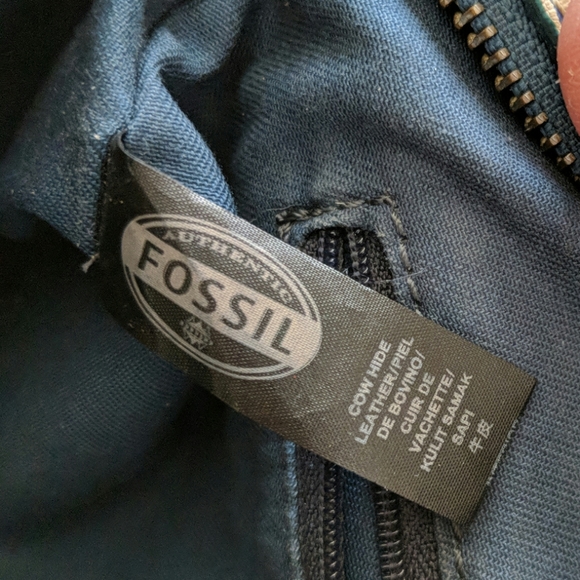 AUTHENTIC
FOSSIL
COW HIDE
LEATHER/PIEL
DE BOVINO/
CUIR DE
VACHETTE/
KULIT SAMAK
SAPI
牛皮